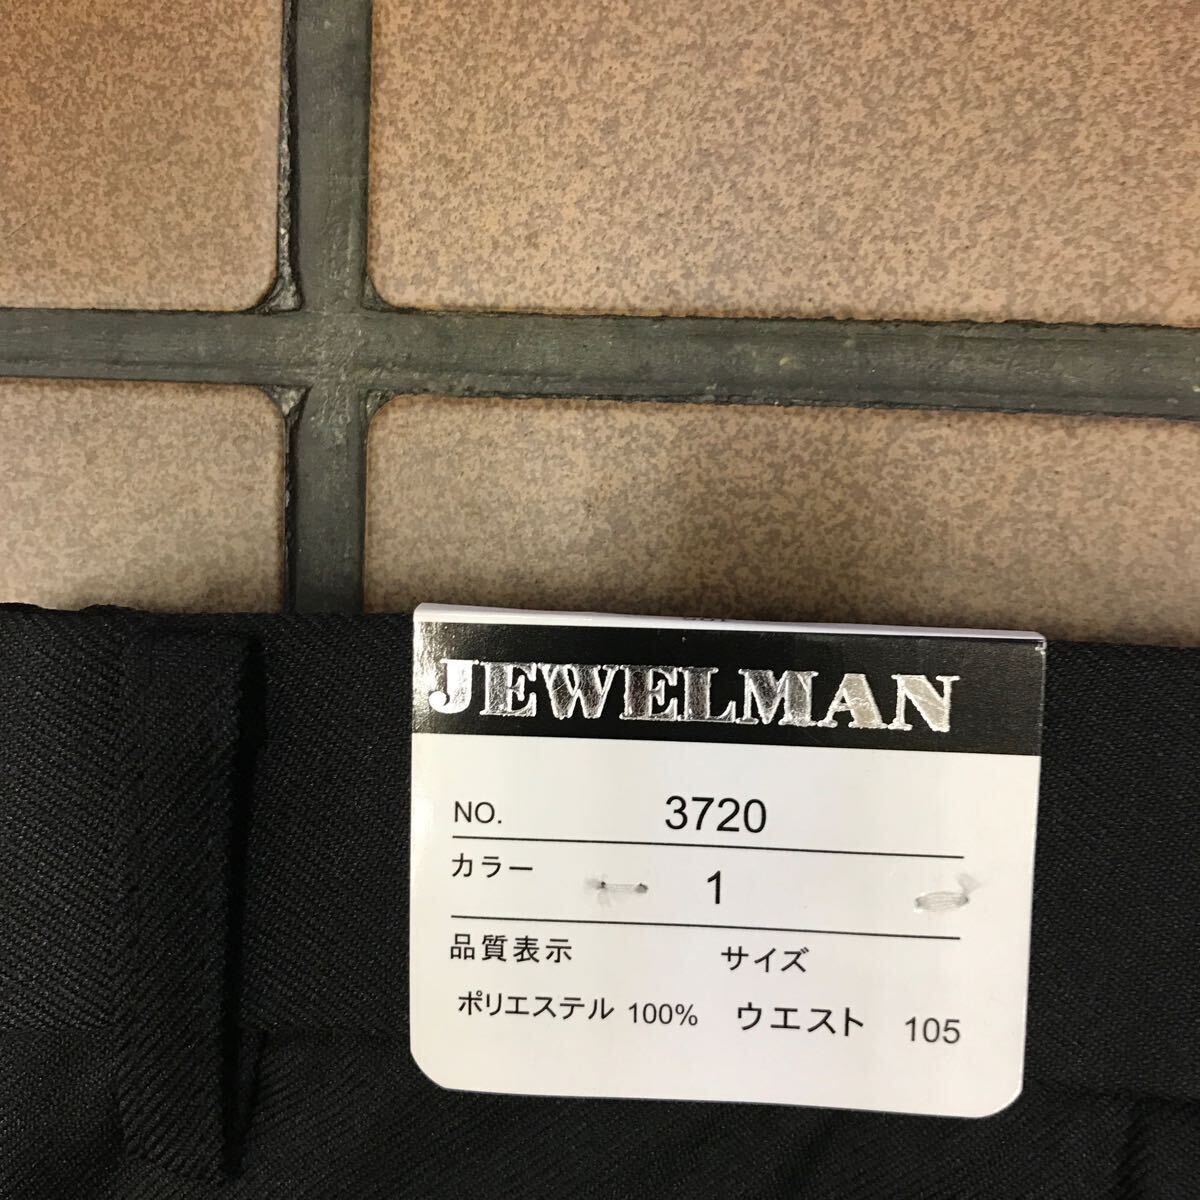 JEWELMAN
NO. 3720
カラー 1
品質表示 サイズ
ポリエステル 100% ウエスト 105